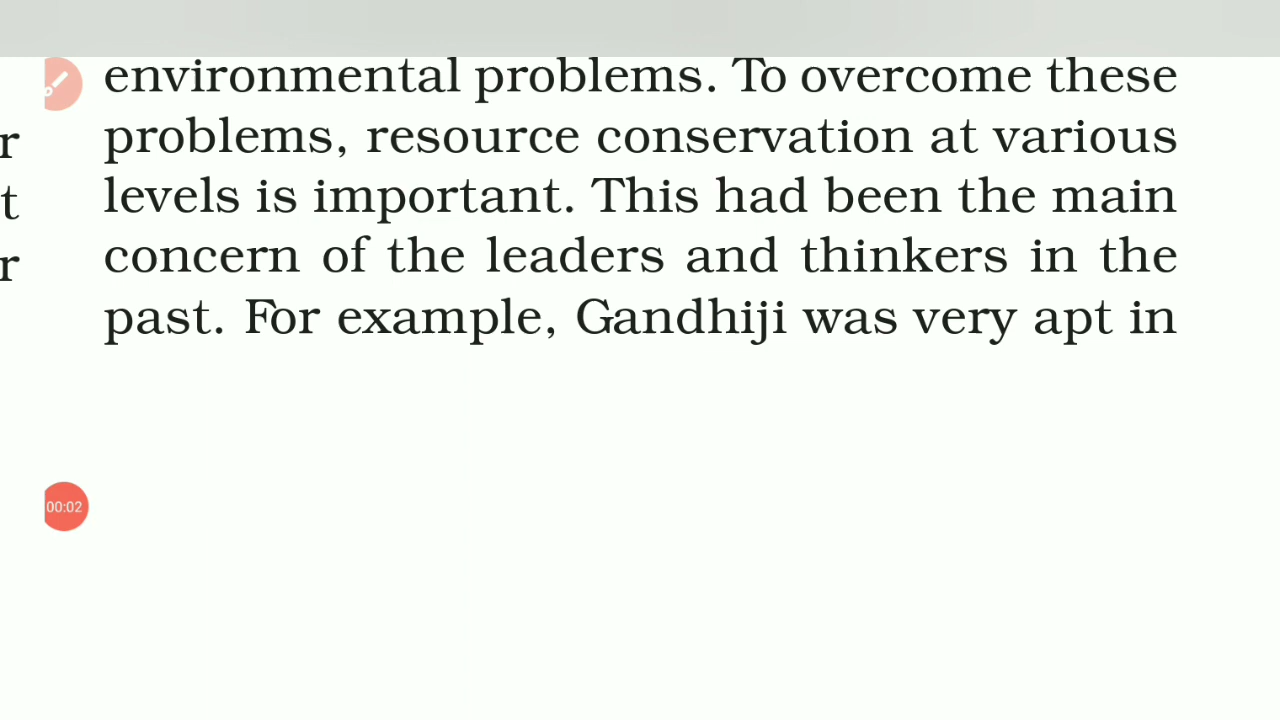 environmental problems. To overcome these
problems, resource conservation at various
levels is important. This had been the main
concern of the leaders and thinkers in the
past. For example, Gandhiji was very apt in
r
t
r
00:02